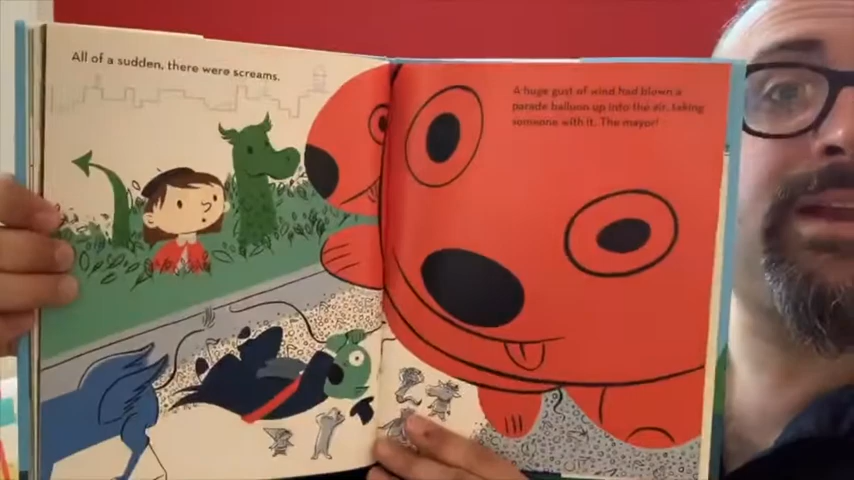 All of a sudden, there were screams.
A huge gust of wind had blown a
parade balloon up into the air, taking
someone with it. The mayor!